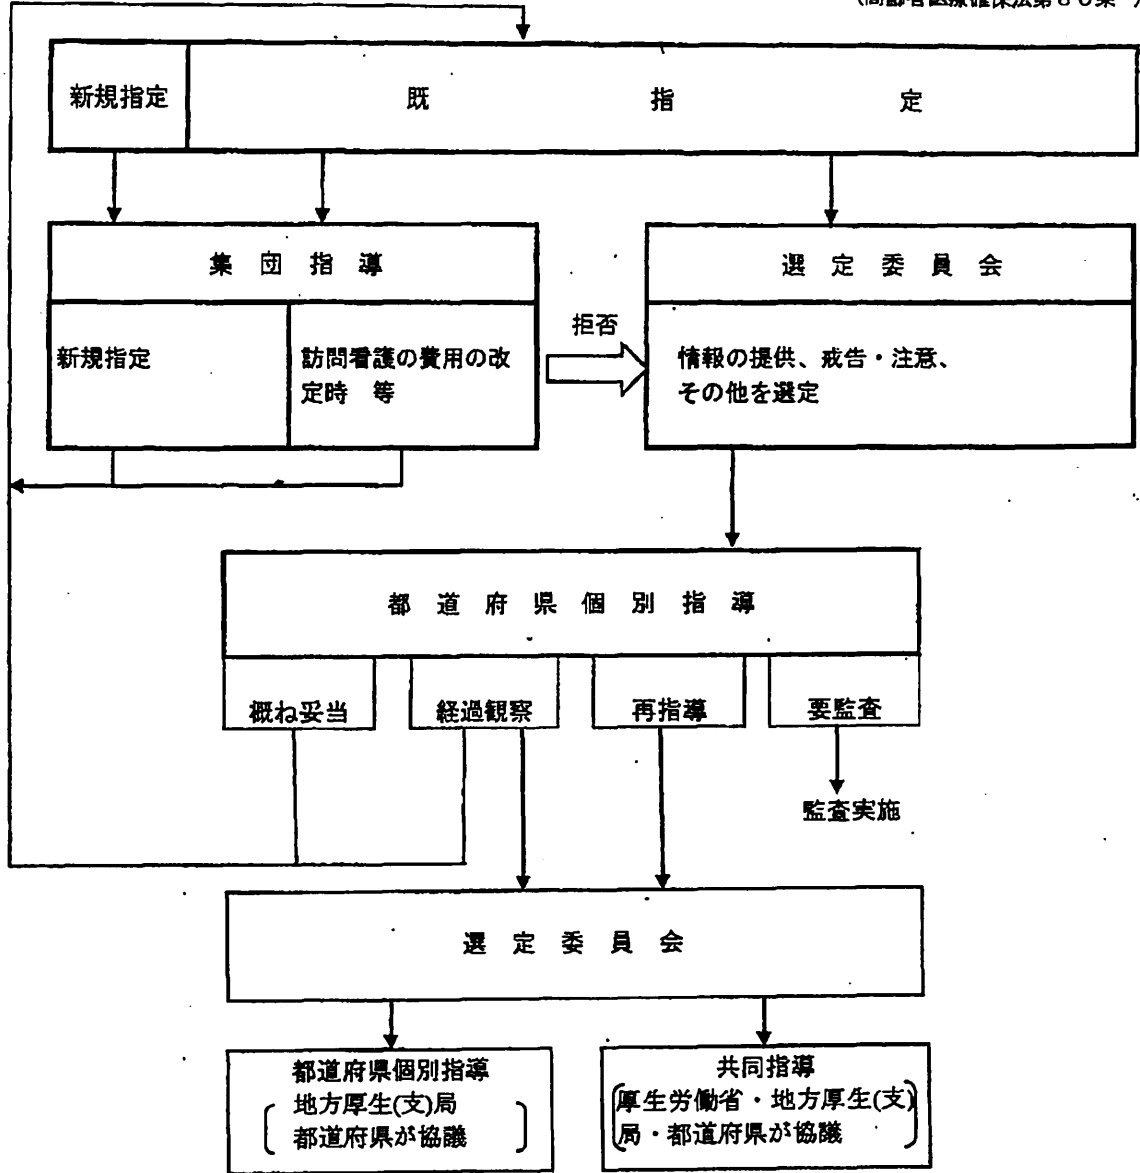 新規指定
既指定
集団指導
選定委員会
新規指定
訪問看護の費用の改
定時 等
拒否
情報の提供、戒告・注意、
その他を選定
都道府県個別指導
概ね妥当
経過観察
再指導
要監査
監査実施
選定委員会
都道府県個別指導
地方厚生(支)局
都道府県が協議
共同指導
厚生労働省・地方厚生(支)
局・都道府県が協議